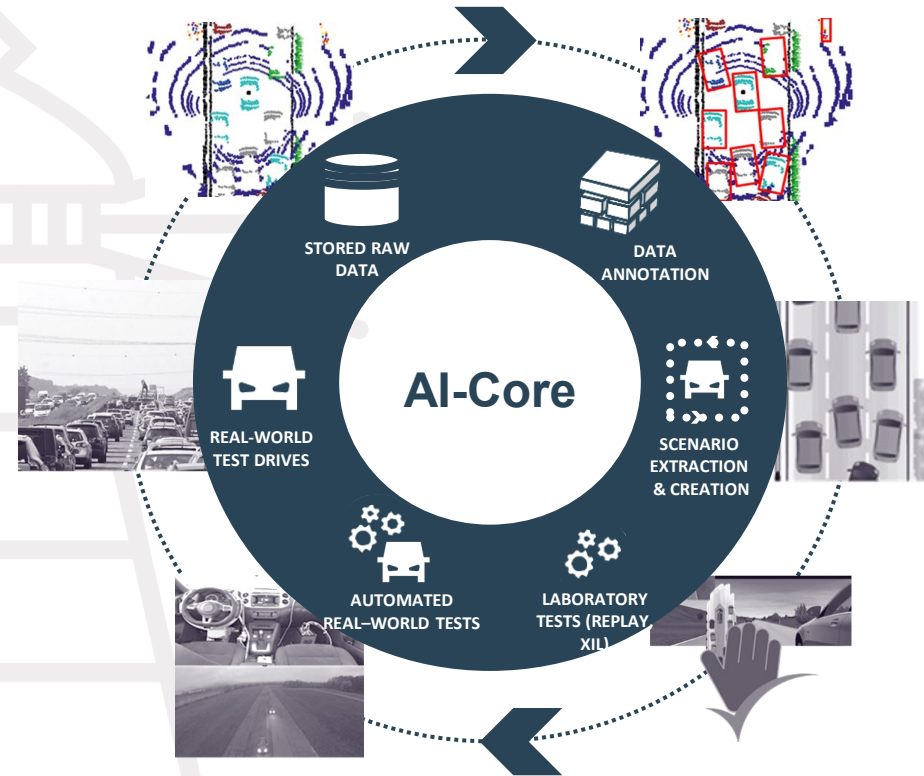 STORED RAW
DATA
DATA
ANNOTATION
AI-Core
REAL-WORLD
TEST DRIVES
SCENARIO
EXTRACTION
& CREATION
AUTOMATED
REAL–WORLD TESTS
LABORATORY
TESTS (REPLAY,
XIL)